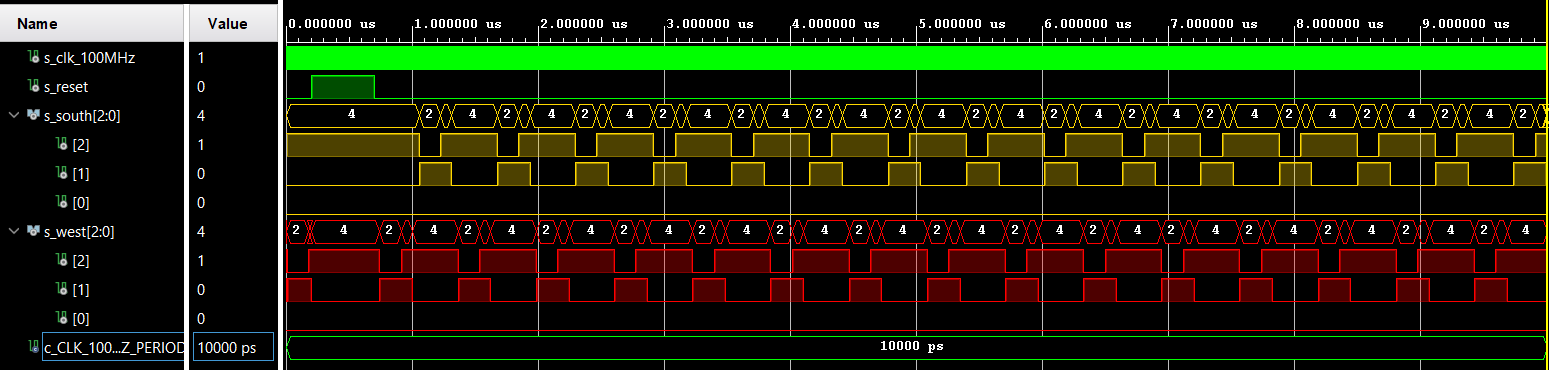 Name Value 0.000000 us 1.000000 us 2.000000 us 3.000000 us 4.000000 us 5.000000 us 6.000000 us 7.000000 us 8.000000 us 9.000000 us
s_clk_100MHz 1
s_reset 0
s_south[2:0] 4 4 2 4 2 4 2 4 2 4 2 4 2 4 2 4 2 4 2 4 2 4 2 4 2 4 2 4 2 4 2
[2] 1
[1] 0
[0] 0
s_west[2:0] 4 2 4 2 4 2 4 2 4 2 4 2 4 2 4 2 4 2 4 2 4 2 4 2 4 2 4 2 4 2 4 2 4
[2] 1
[1] 0
[0] 0
c_CLK_100...Z_PERIOD 10000 ps 10000 ps